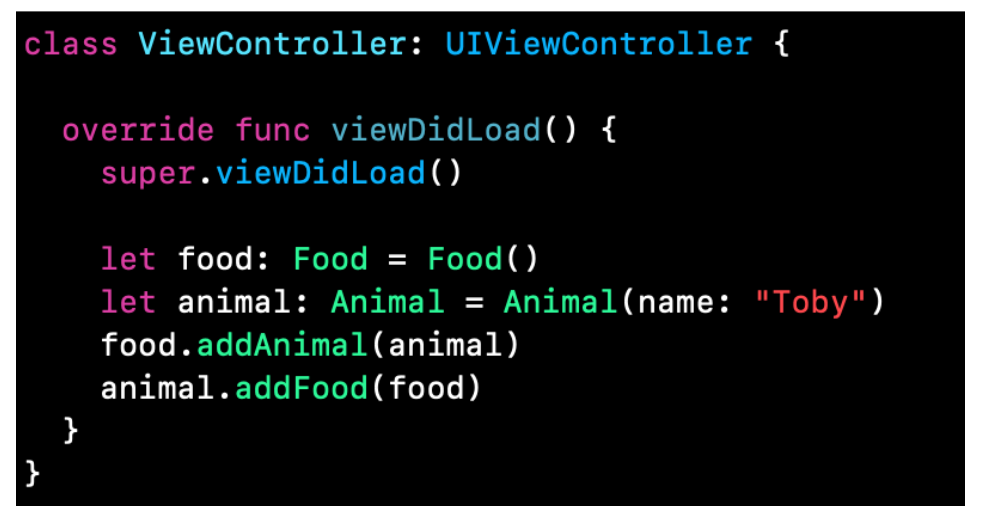 class ViewController: UIViewController {
override func viewDidLoad() {
super.viewDidLoad()
let food: Food = Food()
let animal: Animal = Animal(name: "Toby")
food.addAnimal(animal)
animal.addFood(food)
}
}